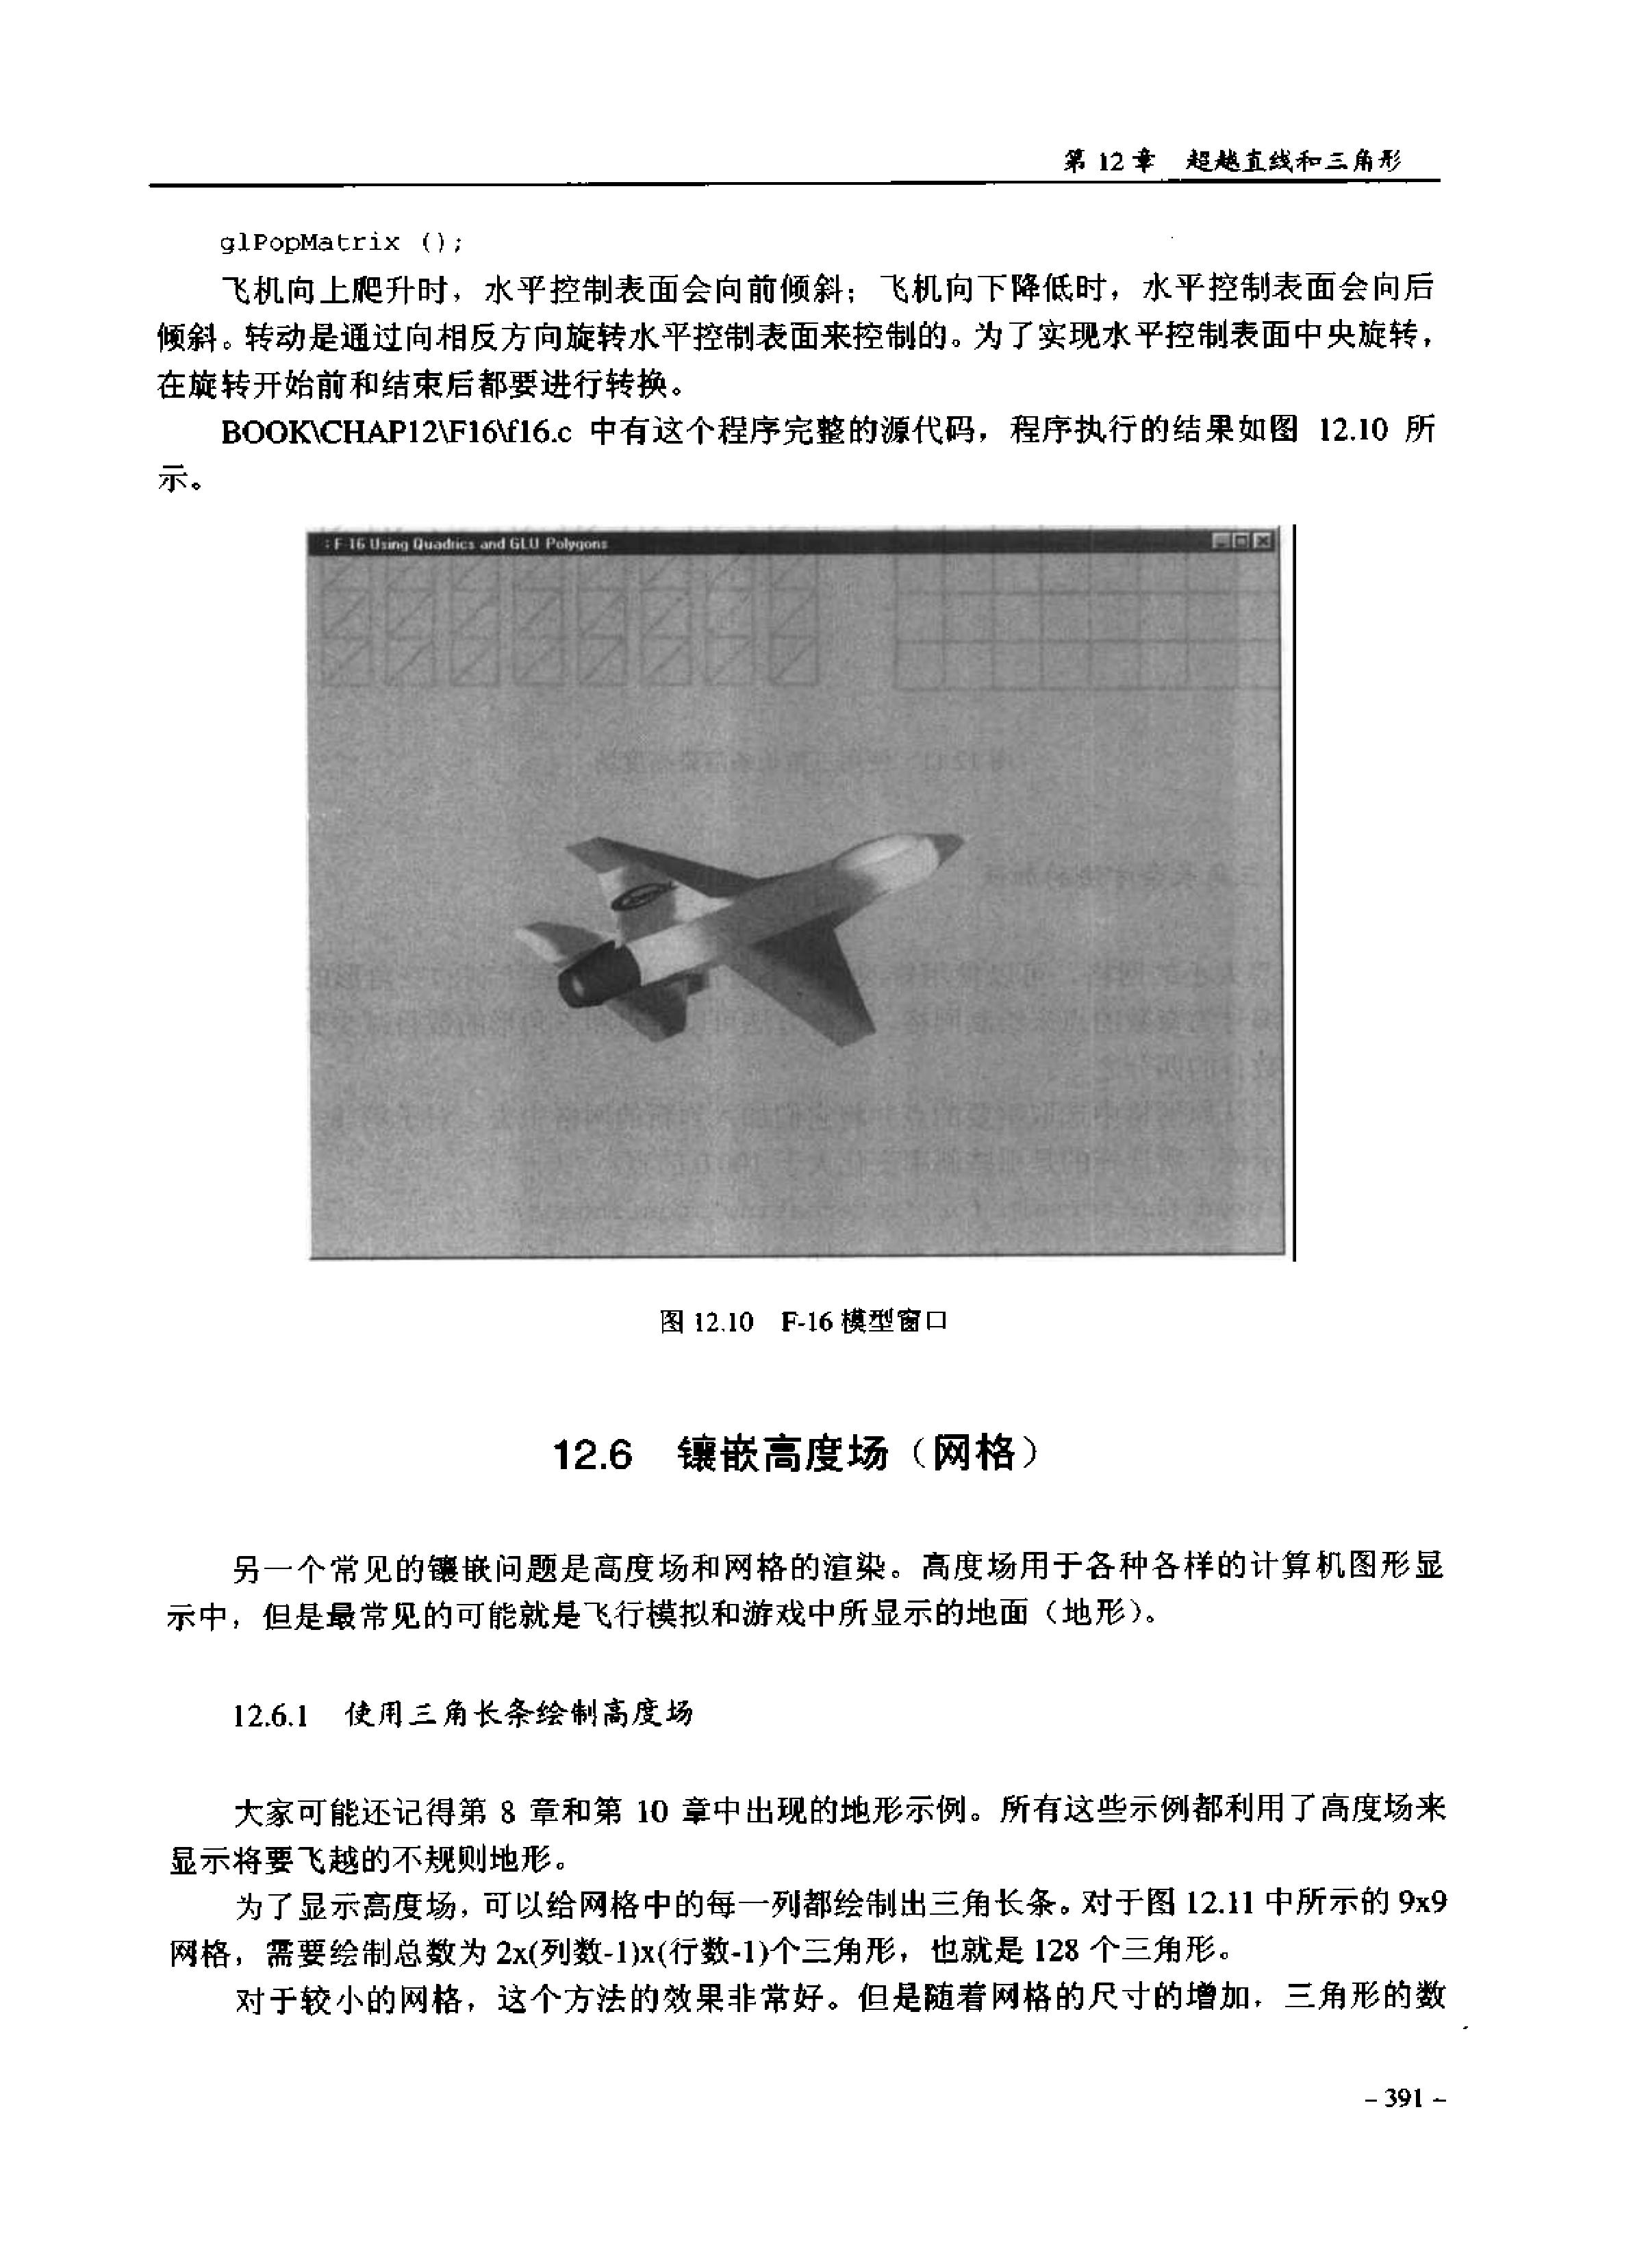 第 12 章 超越直线和三角形
glPopMatrix ();
飞机向上爬升时，水平控制表面会向前倾斜；飞机向下降低时，水平控制表面会向后
倾斜。转动是通过向相反方向旋转水平控制表面来控制的。为了实现水平控制表面中央旋转，
在旋转开始前和结束后都要进行转换。
BOOK\CHAP12\F16\f16.c 中有这个程序完整的源代码，程序执行的结果如图 12.10 所
示。
F-16 Using Quadrics and GLU Polygons
图 12.10 F-16 模型窗口
12.6 镶嵌高度场（网格）
另一个常见的镶嵌问题是高度场和网格的渲染。高度场用于各种各样的计算机图形显
示中，但是最常见的可能就是飞行模拟和游戏中所显示的地面（地形）。
12.6.1 使用三角长条绘制高度场
大家可能还记得第 8 章和第 10 章中出现的地形示例。所有这些示例都利用了高度场来
显示将要飞越的不规则地形。
为了显示高度场，可以给网格中的每一列都绘制出三角长条。对于图 12.11 中所示的 9x9
网格，需要绘制总数为 2x(列数-1)x(行数-1)个三角形，也就是 128 个三角形。
对于较小的网格，这个方法的效果非常好。但是随着网格的尺寸的增加，三角形的数
- 391 -